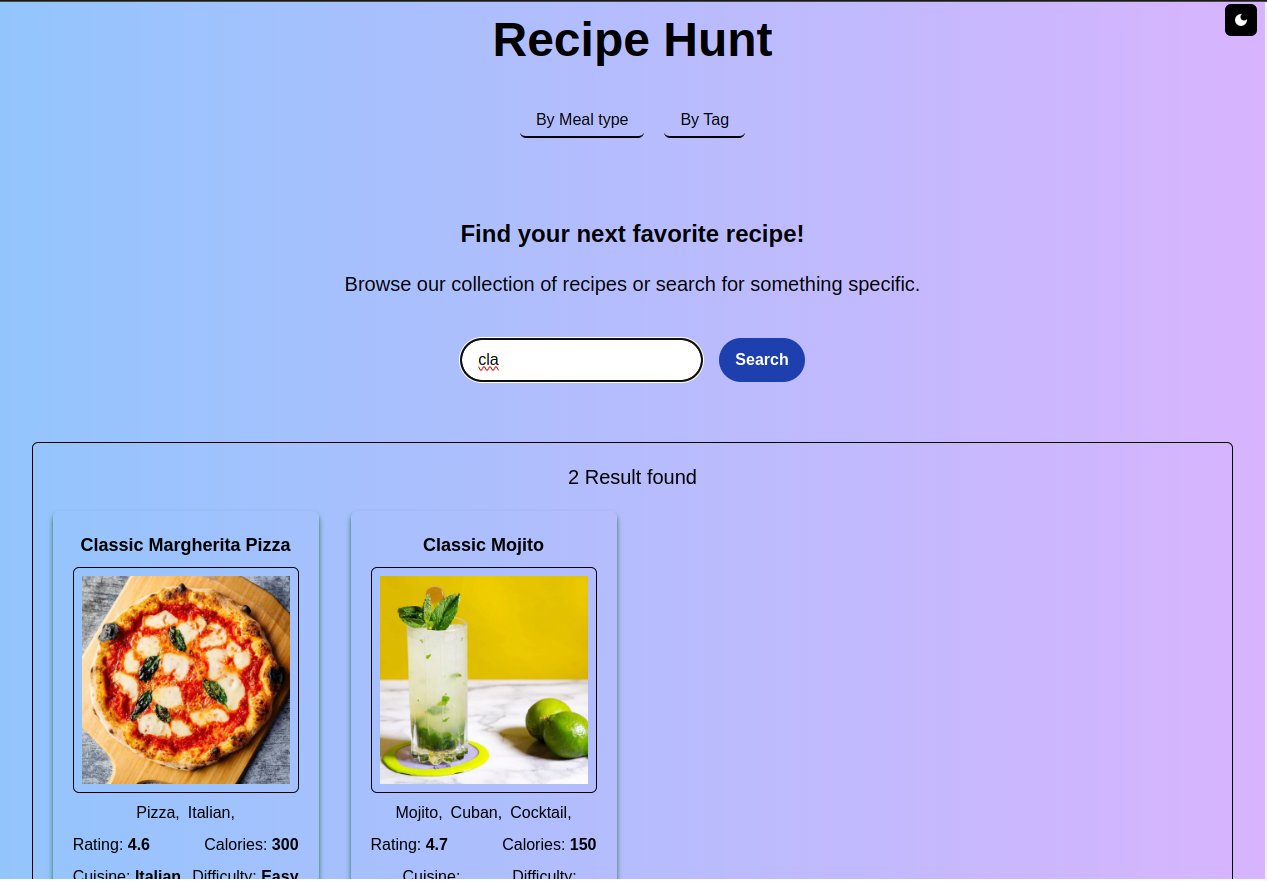 Recipe Hunt
By Meal type By Tag
Find your next favorite recipe!
Browse our collection of recipes or search for something specific.
cla Search
2 Result found
Classic Margherita Pizza Classic Mojito
Pizza, Italian, Mojito, Cuban, Cocktail,
Rating: 4.6 Calories: 300 Rating: 4.7 Calories: 150
Cuisine: Italian Difficulty: Easy Cuisine: Difficulty: